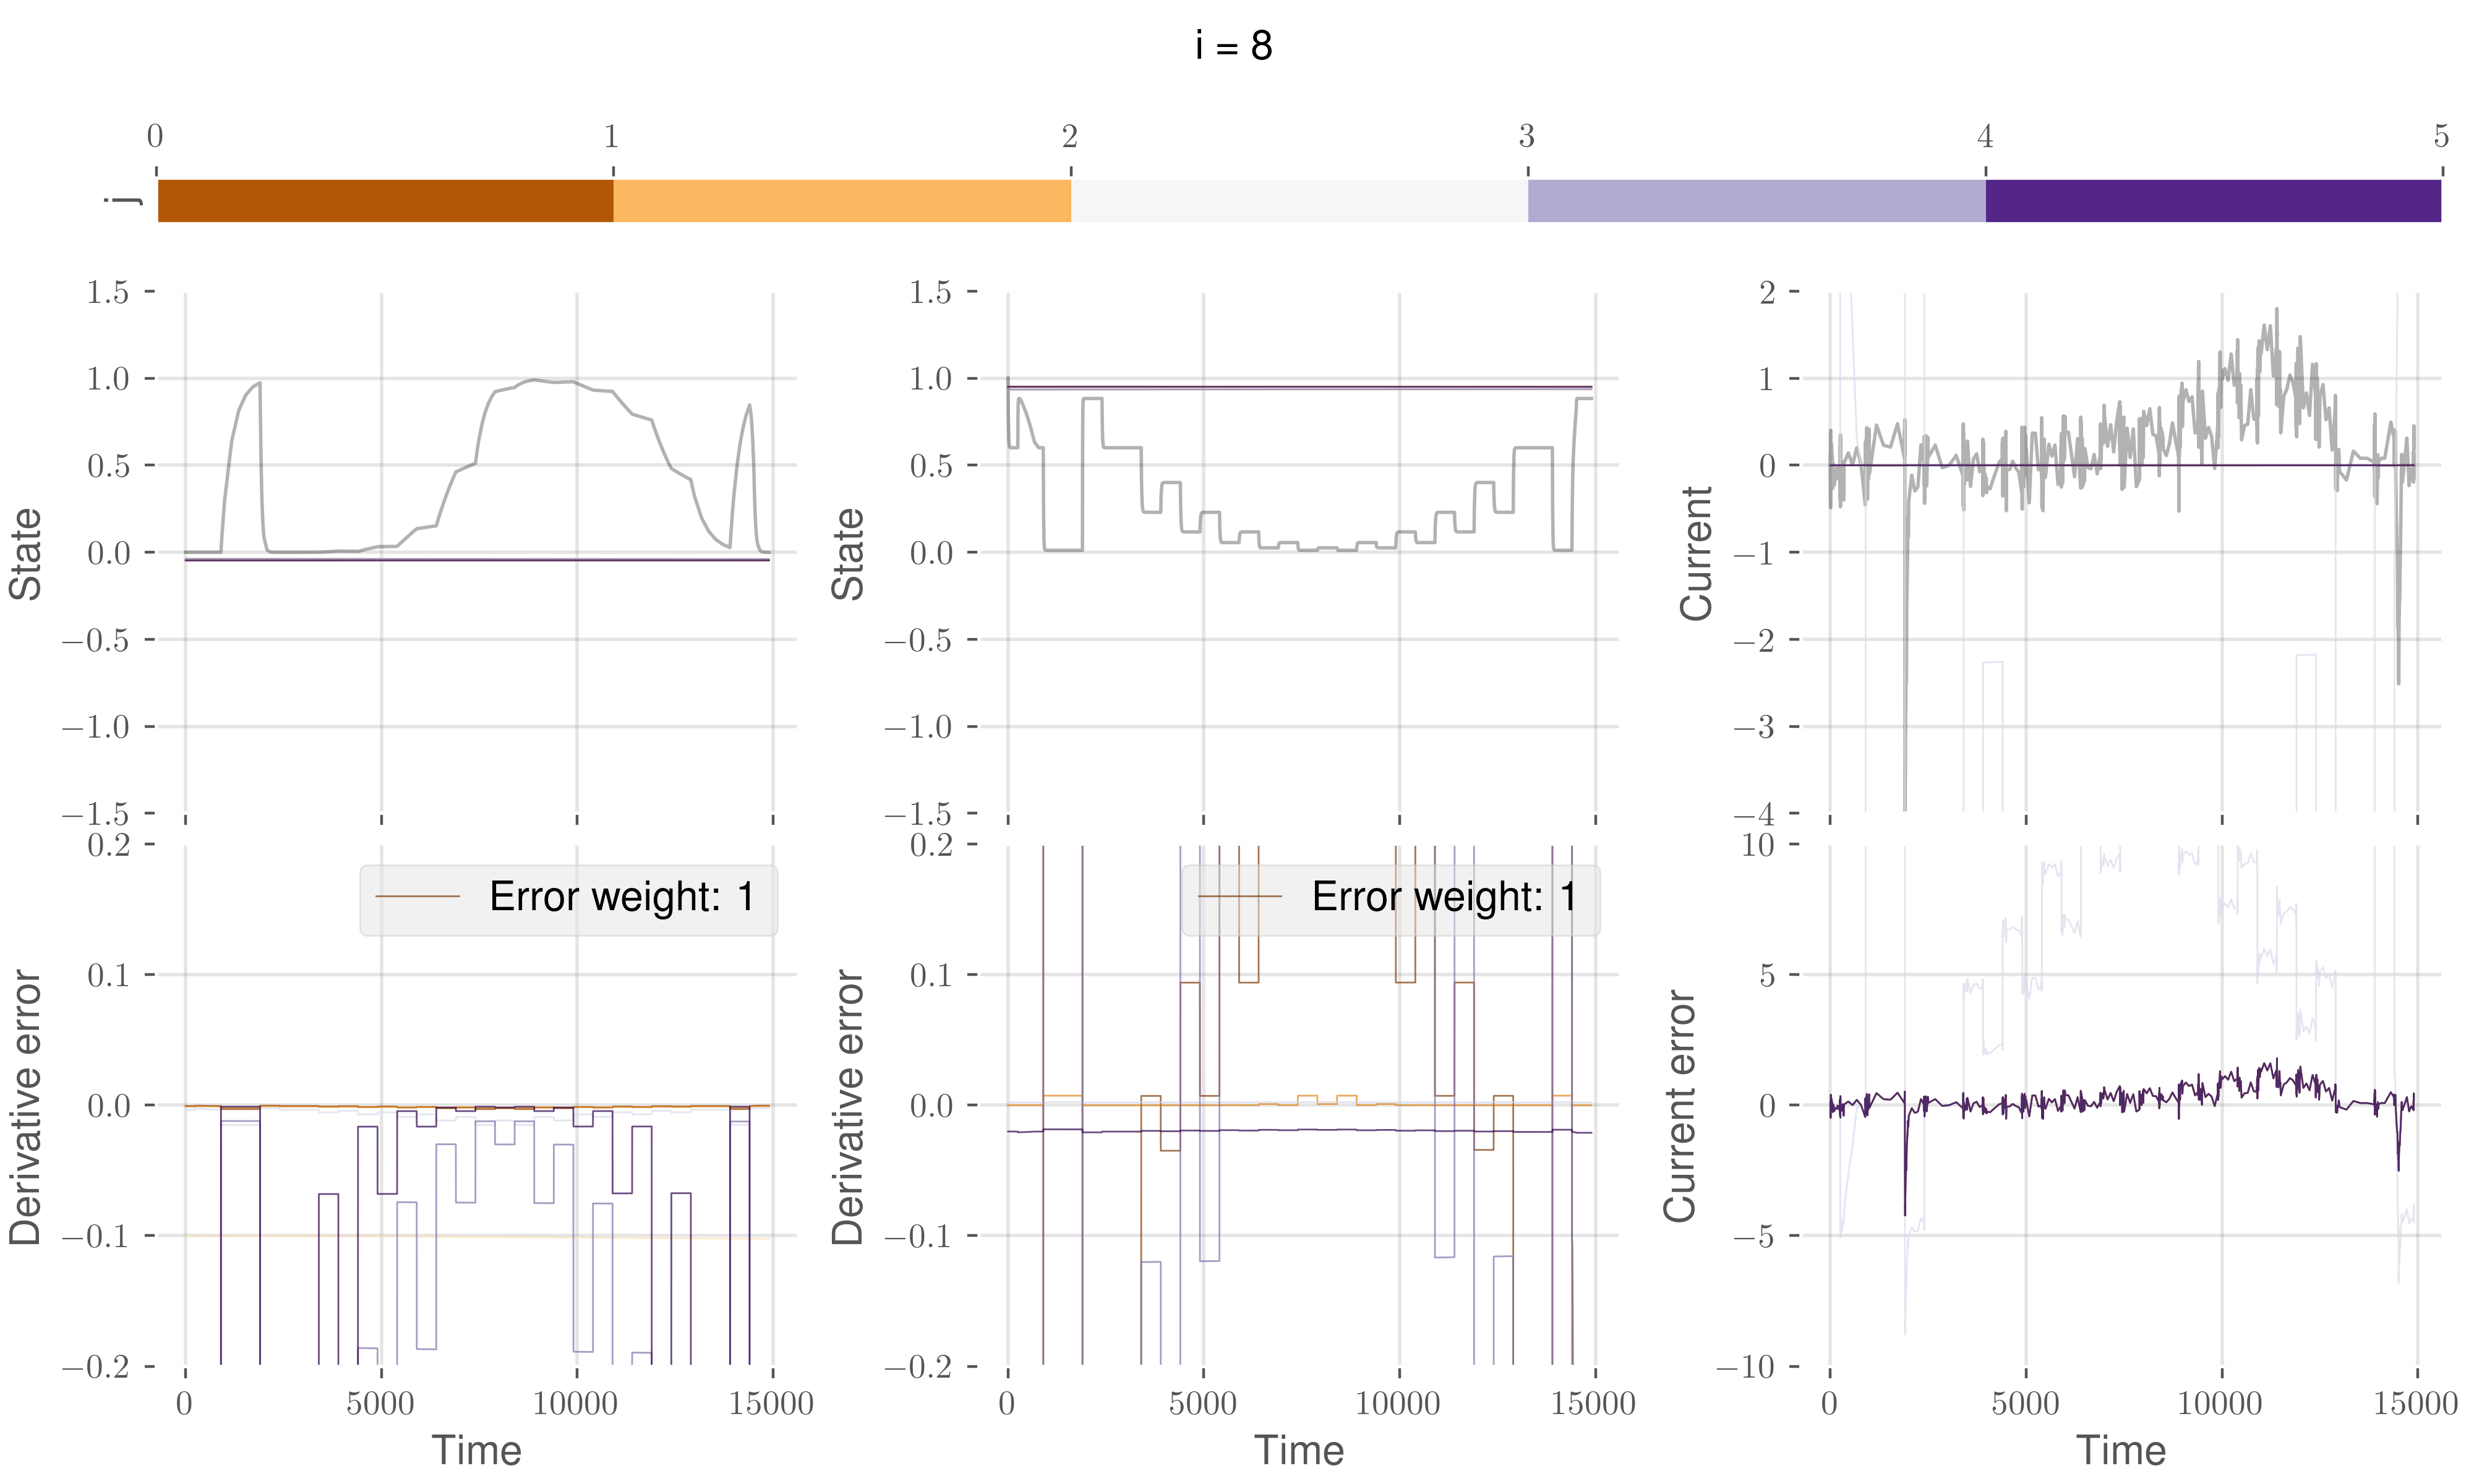 i = 8
0 1 2 3 4 5
j
1.5 1.5 2
1.0 1.0 1
0.5 0.5 0
0.0 0.0 −1
−0.5 −0.5 −2
−1.0 −1.0 −3
−1.5 −1.5 −4
State State Current
0.2 0.2 10
Error weight: 1 Error weight: 1
0.1 0.1 5
0.0 0.0 0
−0.1 −0.1 −5
−0.2 −0.2 −10
Derivative error Derivative error Current error
0 5000 10000 15000 0 5000 10000 15000 0 5000 10000 15000
Time Time Time